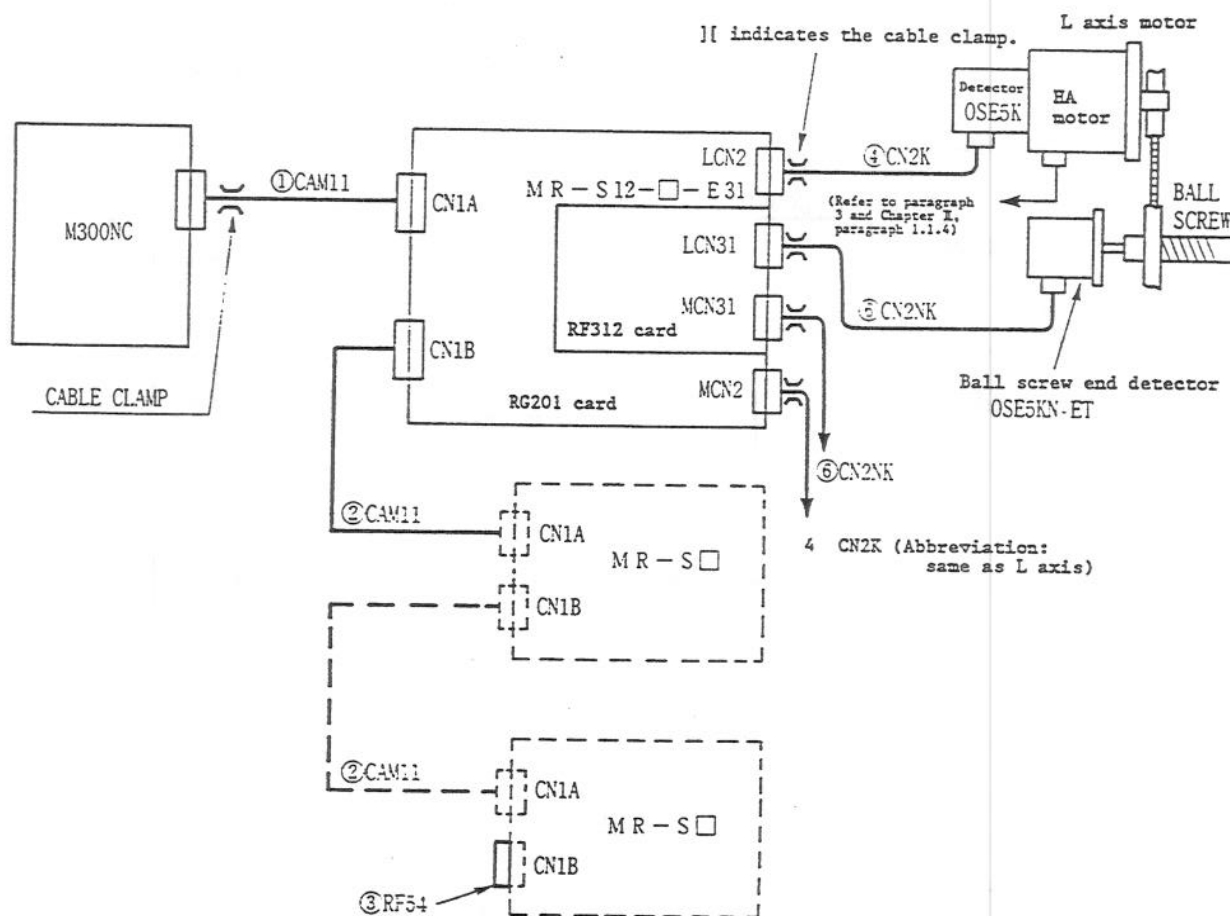 L axis motor
][ indicates the cable clamp.
Detector
OSE5K
HA
motor
M300NC
①CAM11
CN1A
LCN2
MR-S12-□-E31
④CN2K
(Refer to paragraph
3 and Chapter II,
paragraph 1.1.4)
BALL
SCREW
LCN31
⑤CN2NK
MCN31
RF312 card
CN1B
MCN2
RG201 card
CABLE CLAMP
Ball screw end detector
OSE5KN-ET
⑥CN2NK
②CAM11
CN1A
MR-S□
CN1B
4 CN2K (Abbreviation:
same as L axis)
②CAM11
CN1A
MR-S□
CN1B
③RF54